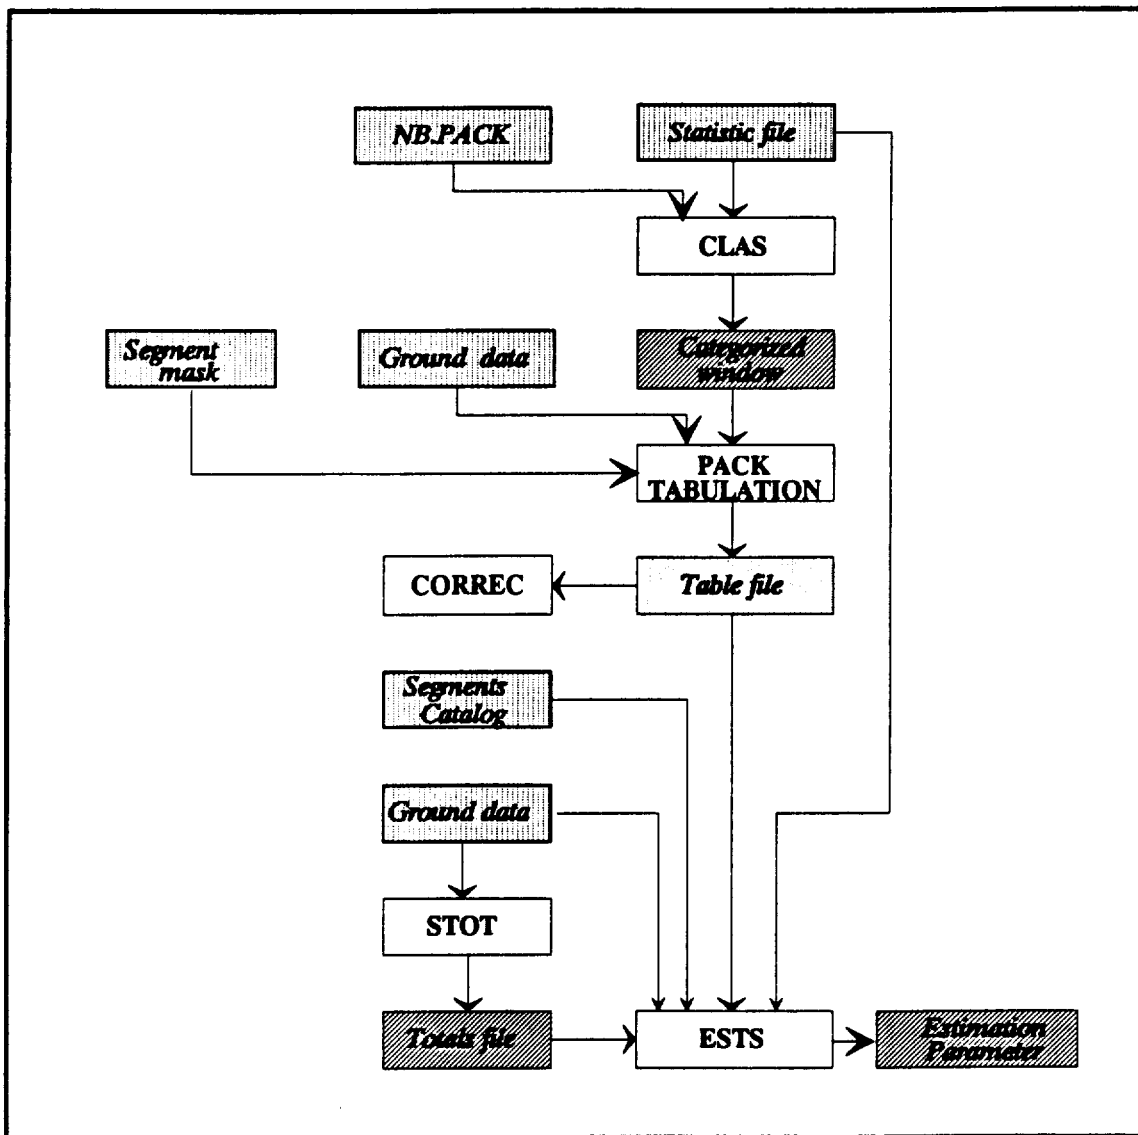 NB.PACK
Statistic file
CLAS
Segment
mask
Ground data
Categorized
window
PACK
TABULATION
CORREC
Table file
Segments
Catalog
Ground data
STOT
Totals file
ESTS
Estimation
Parameter